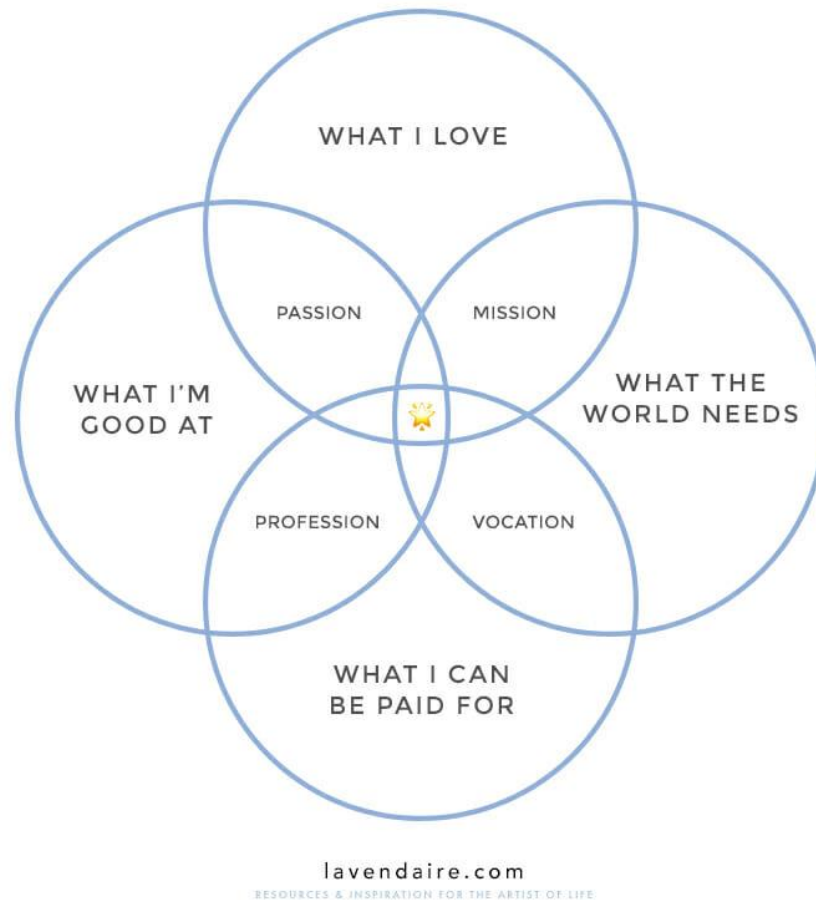 WHAT I LOVE
PASSION
MISSION
WHAT I'M
GOOD AT
WHAT THE
WORLD NEEDS
PROFESSION
VOCATION
WHAT I CAN
BE PAID FOR
lavendaire.com
RESOURCES & INSPIRATION FOR THE ARTIST OF LIFE